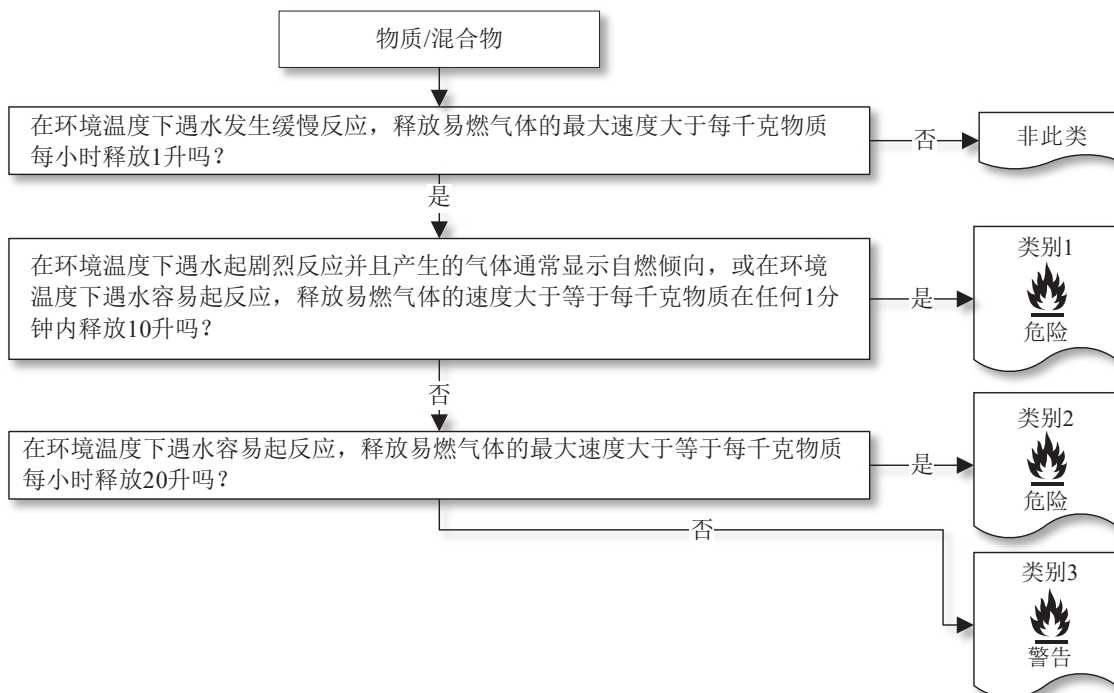 物质/混合物
在环境温度下遇水发生缓慢反应，释放易燃气体的最大速度大于每千克物质
每小时释放1升吗？
否
非此类
是
在环境温度下遇水起剧烈反应并且产生的气体通常显示自燃倾向，或在环境
温度下遇水容易起反应，释放易燃气体的速度大于等于每千克物质在任何1分
钟内释放10升吗？
是
类别1
危险
否
在环境温度下遇水容易起反应，释放易燃气体的最大速度大于等于每千克物质
每小时释放20升吗？
是
类别2
危险
否
类别3
警告